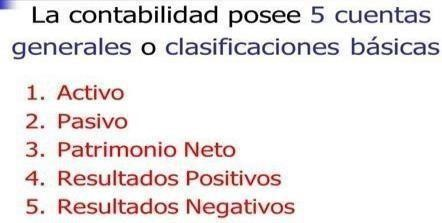 La contabilidad posee 5 cuentas
generales o clasificaciones básicas
1. Activo
2. Pasivo
3. Patrimonio Neto
4. Resultados Positivos
5. Resultados Negativos